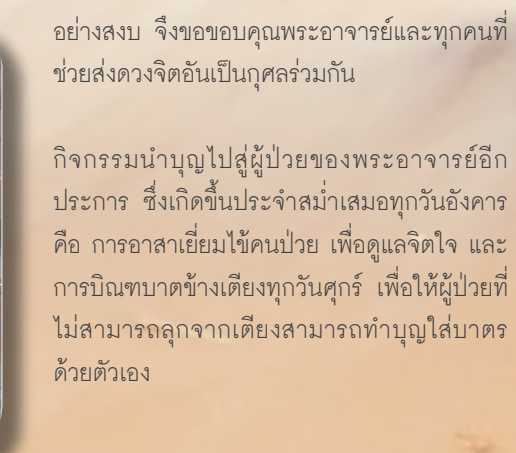 อย่างสงบ จึงขอขอบคุณพระอาจารย์และทุกคนที่
ช่วยส่งดวงจิตอันเป็นกุศลร่วมกัน
กิจกรรมนำบุญไปสู่ผู้ป่วยของพระอาจารย์อีก
ประการ ซึ่งเกิดขึ้นประจำสม่ำเสมอทุกวันอังคาร
คือ การอาสาเยี่ยมไข้คนป่วย เพื่อดูแลจิตใจ และ
การบิณฑบาตข้างเตียงทุกวันศุกร์ เพื่อให้ผู้ป่วยที่
ไม่สามารถลุกจากเตียงสามารถทำบุญใส่บาตร
ด้วยตัวเอง